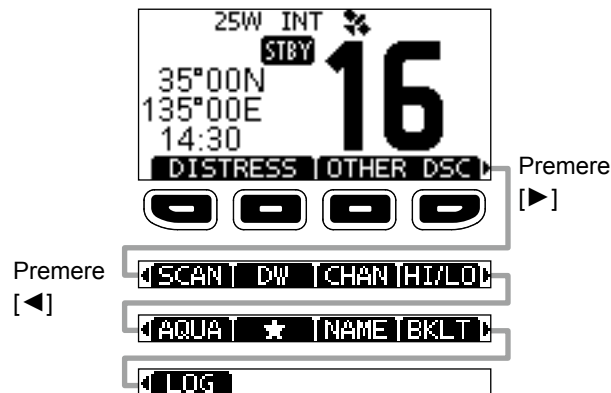 25W INT
STBY
16
35°00N
135°00E
14:30
DISTRESS OTHER DSC ▶
Premere
[▶]
Premere
[◀]
◀ SCAN DW CHAN HI/LO ▶
◀ AQUA ★ NAME BKLT ▶
◀ LOG